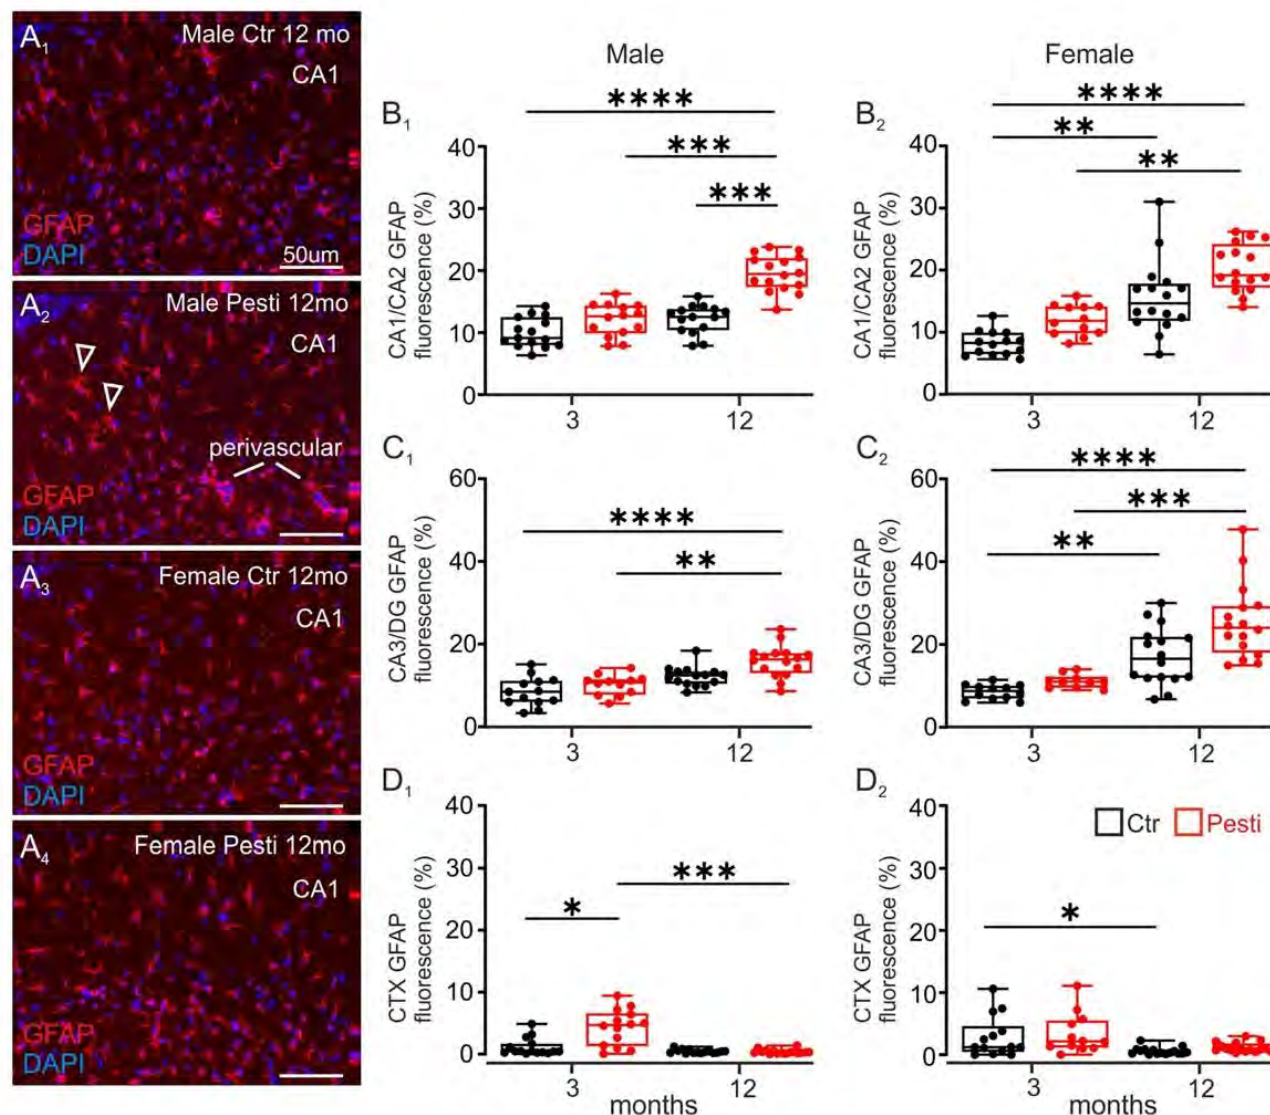 A1
Male Ctr 12 mo
CA1
GFAP
DAPI
50um
A2
Male Pesti 12mo
CA1
perivascular
GFAP
DAPI
A3
Female Ctr 12mo
CA1
GFAP
DAPI
A4
Female Pesti 12mo
CA1
GFAP
DAPI
Male
B1
****
***
***
CA1/CA2 GFAP
fluorescence (%)
40
30
20
10
0
3
12
Female
B2
****
**
**
CA1/CA2 GFAP
fluorescence (%)
40
30
20
10
0
3
12
C1
****
**
CA3/DG GFAP
fluorescence (%)
60
40
20
0
3
12
C2
****
***
**
CA3/DG GFAP
fluorescence (%)
60
40
20
0
3
12
D1
***
*
CTX GFAP
fluorescence (%)
40
30
20
10
0
3
12
months
D2
Ctr
Pesti
*
CTX GFAP
fluorescence (%)
40
30
20
10
0
3
12
months